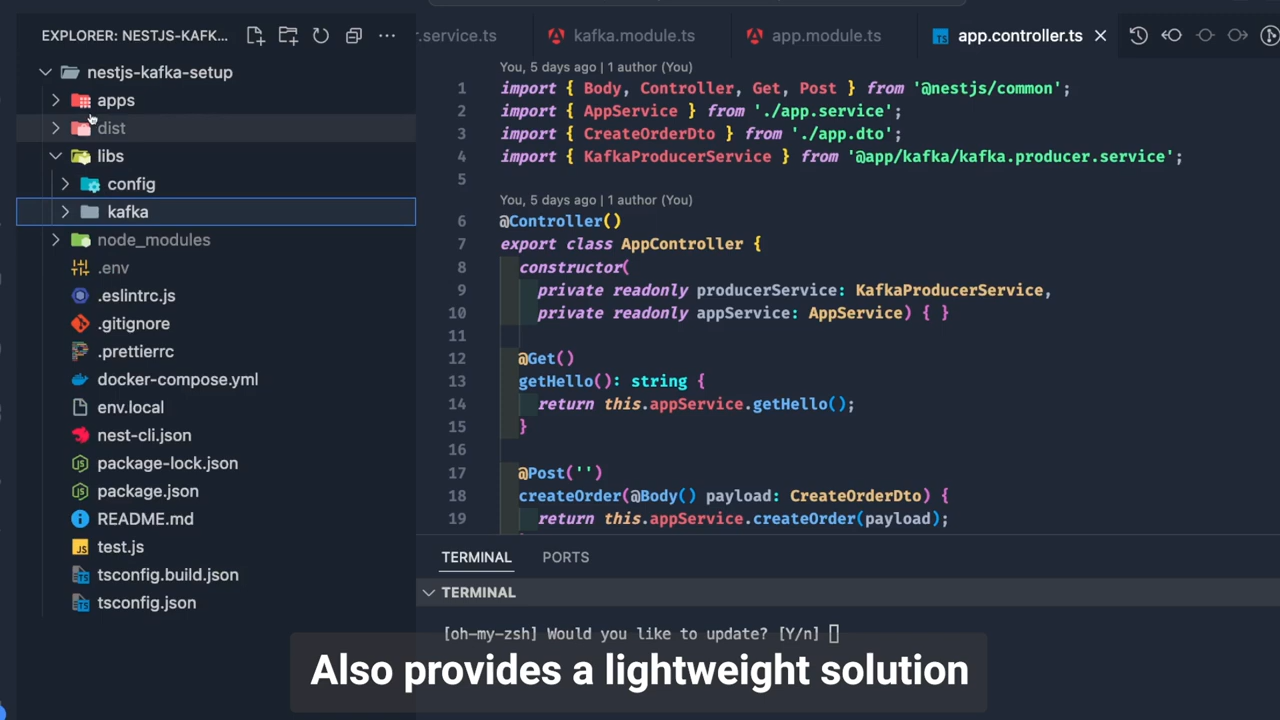 EXPLORER: NESTJS-KAFK...
nestjs-kafka-setup
apps
dist
libs
config
kafka
node_modules
.env
.eslintrc.js
.gitignore
.prettierrc
docker-compose.yml
env.local
nest-cli.json
package-lock.json
package.json
README.md
test.js
tsconfig.build.json
tsconfig.json
.service.ts kafka.module.ts app.module.ts app.controller.ts
You, 5 days ago | 1 author (You)
1 import { Body, Controller, Get, Post } from '@nestjs/common';
2 import { AppService } from './app.service';
3 import { CreateOrderDto } from './app.dto';
4 import { KafkaProducerService } from '@app/kafka/kafka.producer.service';
5
You, 5 days ago | 1 author (You)
6 @Controller()
7 export class AppController {
8 constructor(
9 private readonly producerService: KafkaProducerService,
10 private readonly appService: AppService) { }
11
12 @Get()
13 getHello(): string {
14 return this.appService.getHello();
15 }
16
17 @Post('')
18 createOrder(@Body() payload: CreateOrderDto) {
19 return this.appService.createOrder(payload);
TERMINAL PORTS
TERMINAL
[oh-my-zsh] Would you like to update? [Y/n]
Also provides a lightweight solution